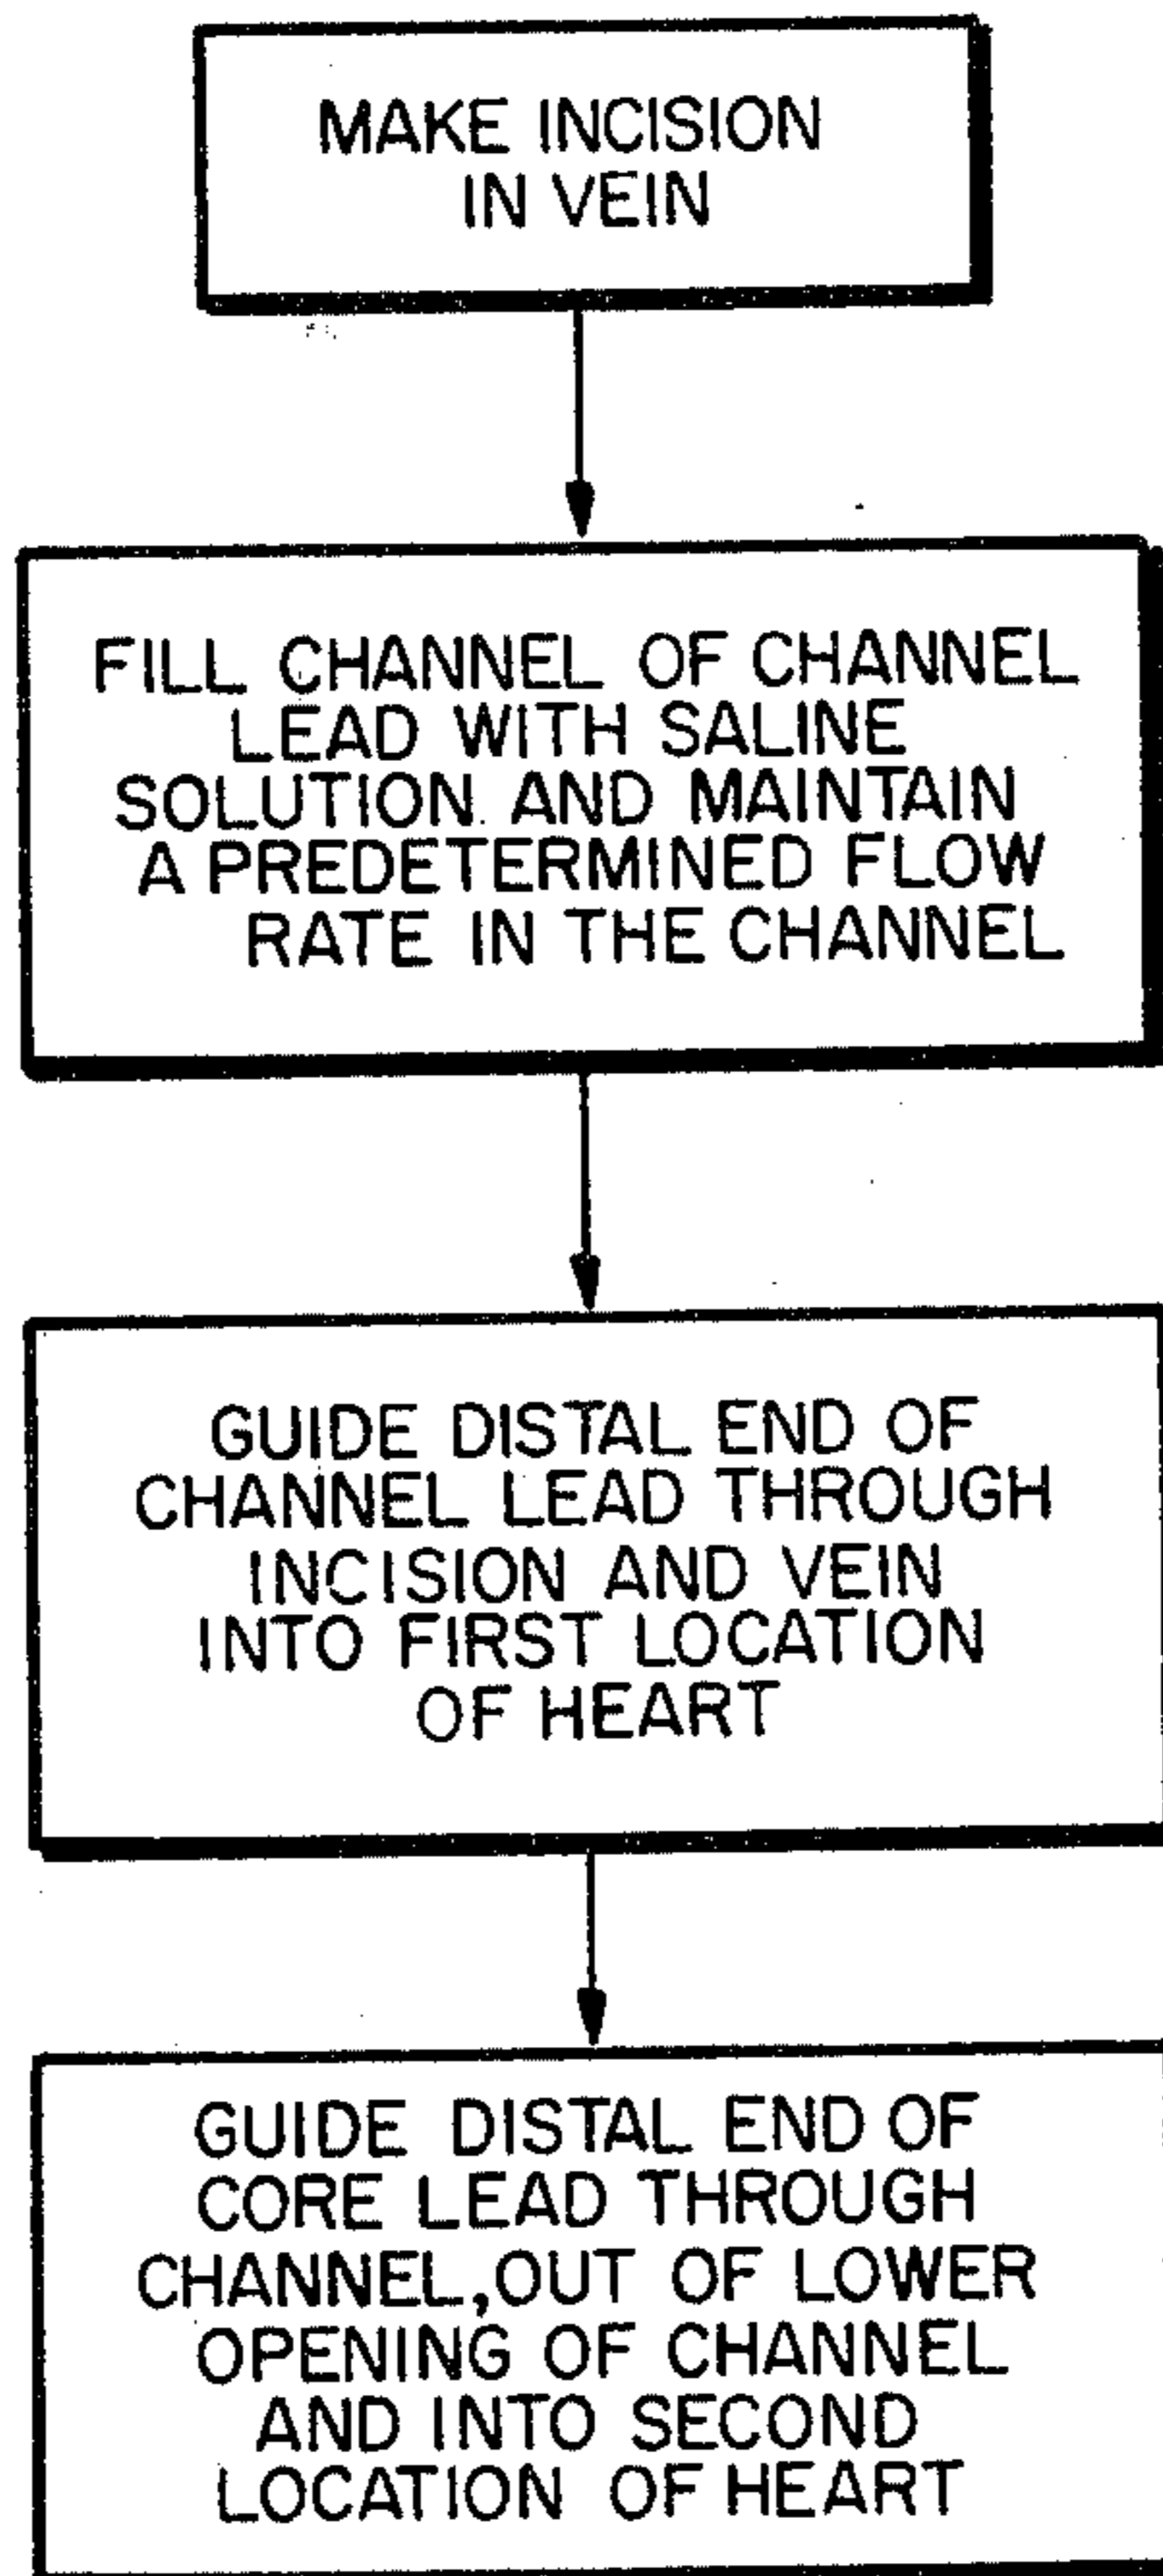 MAKE INCISION
IN VEIN
FILL CHANNEL OF CHANNEL
LEAD WITH SALINE
SOLUTION AND MAINTAIN
A PREDETERMINED FLOW
RATE IN THE CHANNEL
GUIDE DISTAL END OF
CHANNEL LEAD THROUGH
INCISION AND VEIN
INTO FIRST LOCATION
OF HEART
GUIDE DISTAL END OF
CORE LEAD THROUGH
CHANNEL, OUT OF LOWER
OPENING OF CHANNEL
AND INTO SECOND
LOCATION OF HEART